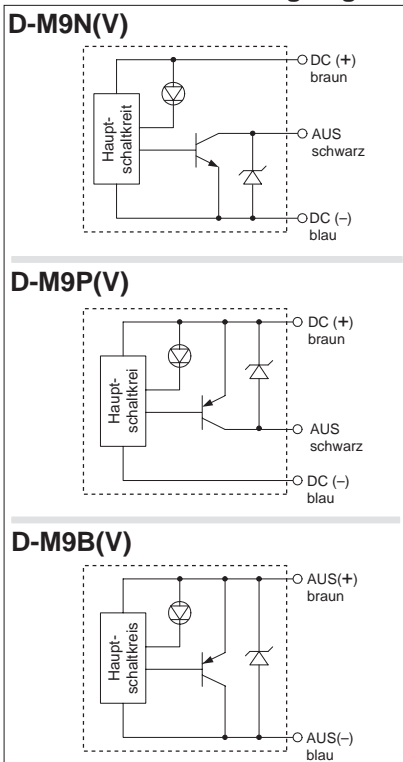 D-M9N(V)
DC (+)
braun
Haupt-
schaltkreit
AUS
schwarz
DC (–)
blau
D-M9P(V)
DC (+)
braun
Haupt-
schaltkrei
AUS
schwarz
DC (–)
blau
D-M9B(V)
AUS(+)
braun
Haupt-
schaltkreis
AUS(–)
blau